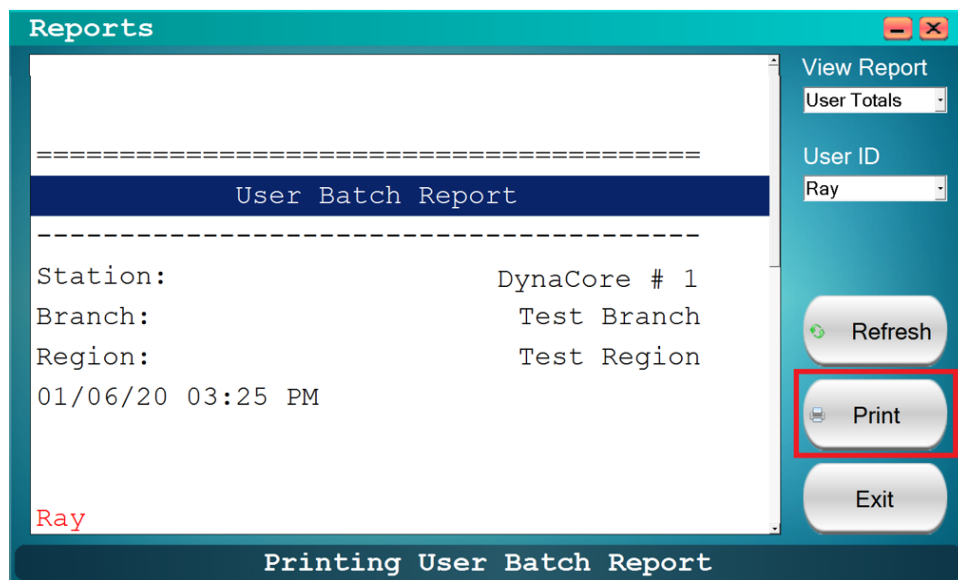 Reports
========================================
User Batch Report
----------------------------------------
Station: DynaCore # 1
Branch: Test Branch
Region: Test Region
01/06/20 03:25 PM
Ray
View Report
User Totals
User ID
Ray
Refresh
Print
Exit
Printing User Batch Report